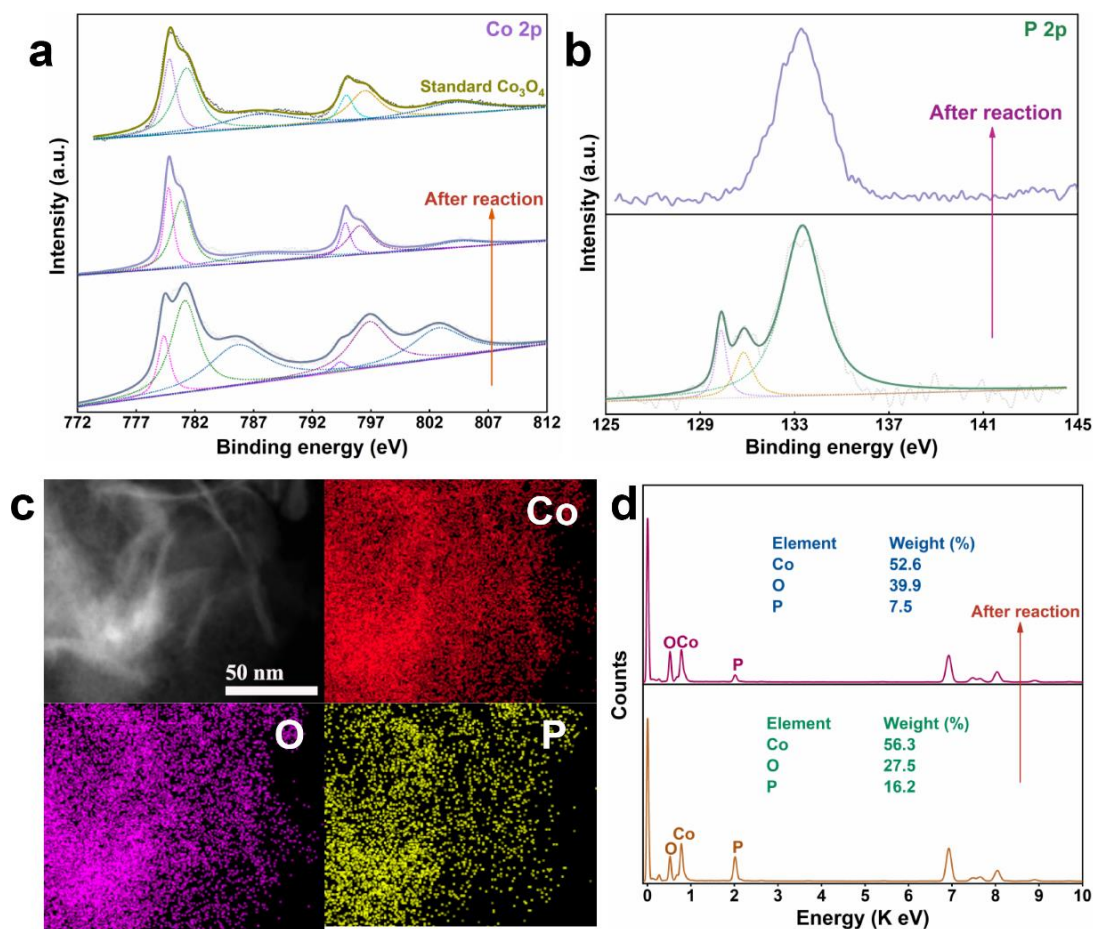 a
Co 2p
Standard Co₃O₄
After reaction
Intensity (a.u.)
772 777 782 787 792 797 802 807 812
Binding energy (eV)
b
P 2p
After reaction
Intensity (a.u.)
125 129 133 137 141 145
Binding energy (eV)
c
Co
50 nm
O
P
d
Element Weight (%)
Co 52.6
O 39.9
P 7.5
After reaction
O Co P
Counts
Element Weight (%)
Co 56.3
O 27.5
P 16.2
O Co P
0 1 2 3 4 5 6 7 8 9 10
Energy (K eV)